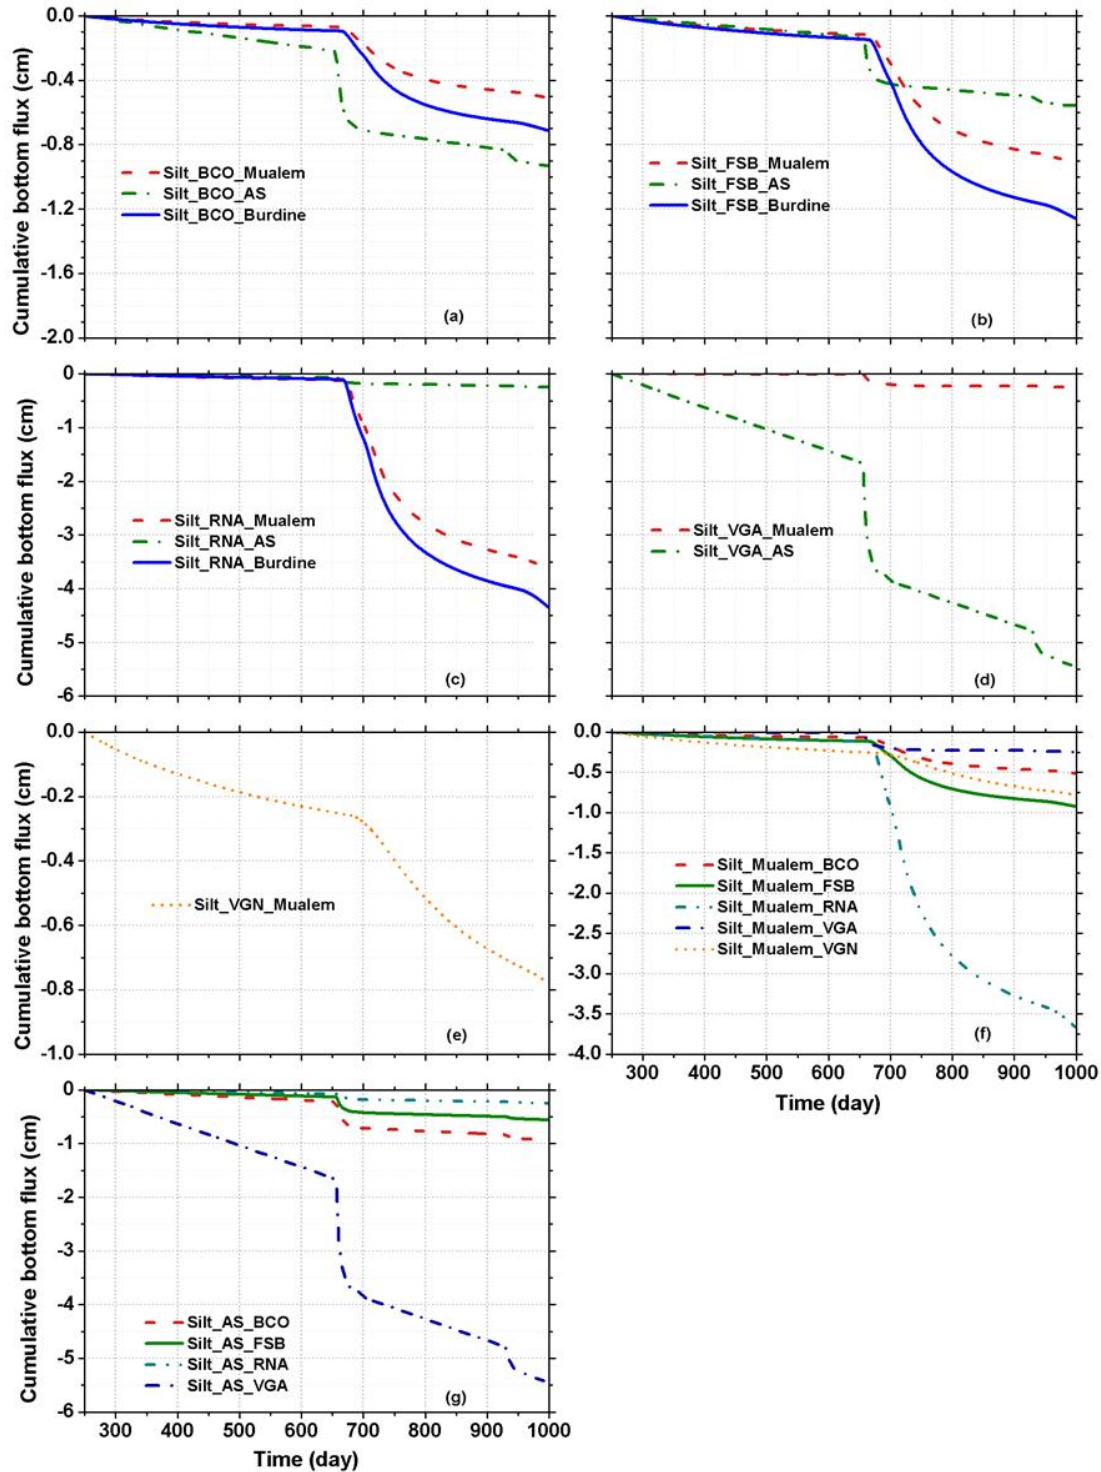 Cumulative bottom flux (cm)
0.0
-0.4
-0.8
-1.2
-1.6
-2.0
Silt_BCO_Mualem
Silt_BCO_AS
Silt_BCO_Burdine
(a)
Silt_FSB_Mualem
Silt_FSB_AS
Silt_FSB_Burdine
(b)
Cumulative bottom flux (cm)
0
-1
-2
-3
-4
-5
-6
Silt_RNA_Mualem
Silt_RNA_AS
Silt_RNA_Burdine
(c)
Silt_VGA_Mualem
Silt_VGA_AS
(d)
Cumulative bottom flux (cm)
0.0
-0.2
-0.4
-0.6
-0.8
-1.0
Silt_VGN_Mualem
(e)
0.0
-0.5
-1.0
-1.5
-2.0
-2.5
-3.0
-3.5
-4.0
Silt_Mualem_BCO
Silt_Mualem_FSB
Silt_Mualem_RNA
Silt_Mualem_VGA
Silt_Mualem_VGN
(f)
300 400 500 600 700 800 900 1000
Time (day)
Cumulative bottom flux (cm)
0
-1
-2
-3
-4
-5
-6
Silt_AS_BCO
Silt_AS_FSB
Silt_AS_RNA
Silt_AS_VGA
(g)
300 400 500 600 700 800 900 1000
Time (day)